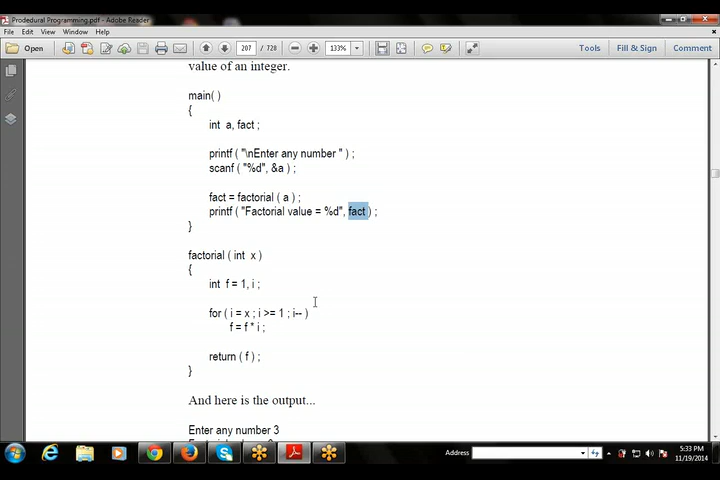 Prodedural Programming.pdf - Adobe Reader
File Edit View Window Help
Open 207 / 728 133% Tools Fill & Sign Comment
value of an integer.
main( )
{
int a, fact ;
printf ( "\nEnter any number " ) ;
scanf ( "%d", &a ) ;
fact = factorial ( a ) ;
printf ( "Factorial value = %d", fact ) ;
}
factorial ( int x )
{
int f = 1, i ;
for ( i = x ; i >= 1 ; i-- )
f = f * i ;
return ( f ) ;
}
And here is the output...
Enter any number 3
Address
5:33 PM
11/19/2014